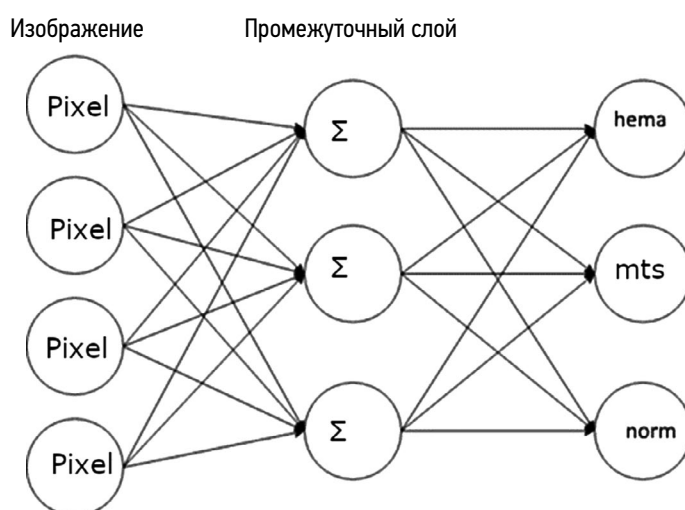 Изображение
Промежуточный слой
Pixel
Pixel
Pixel
Pixel
Σ
Σ
Σ
hema
mts
norm